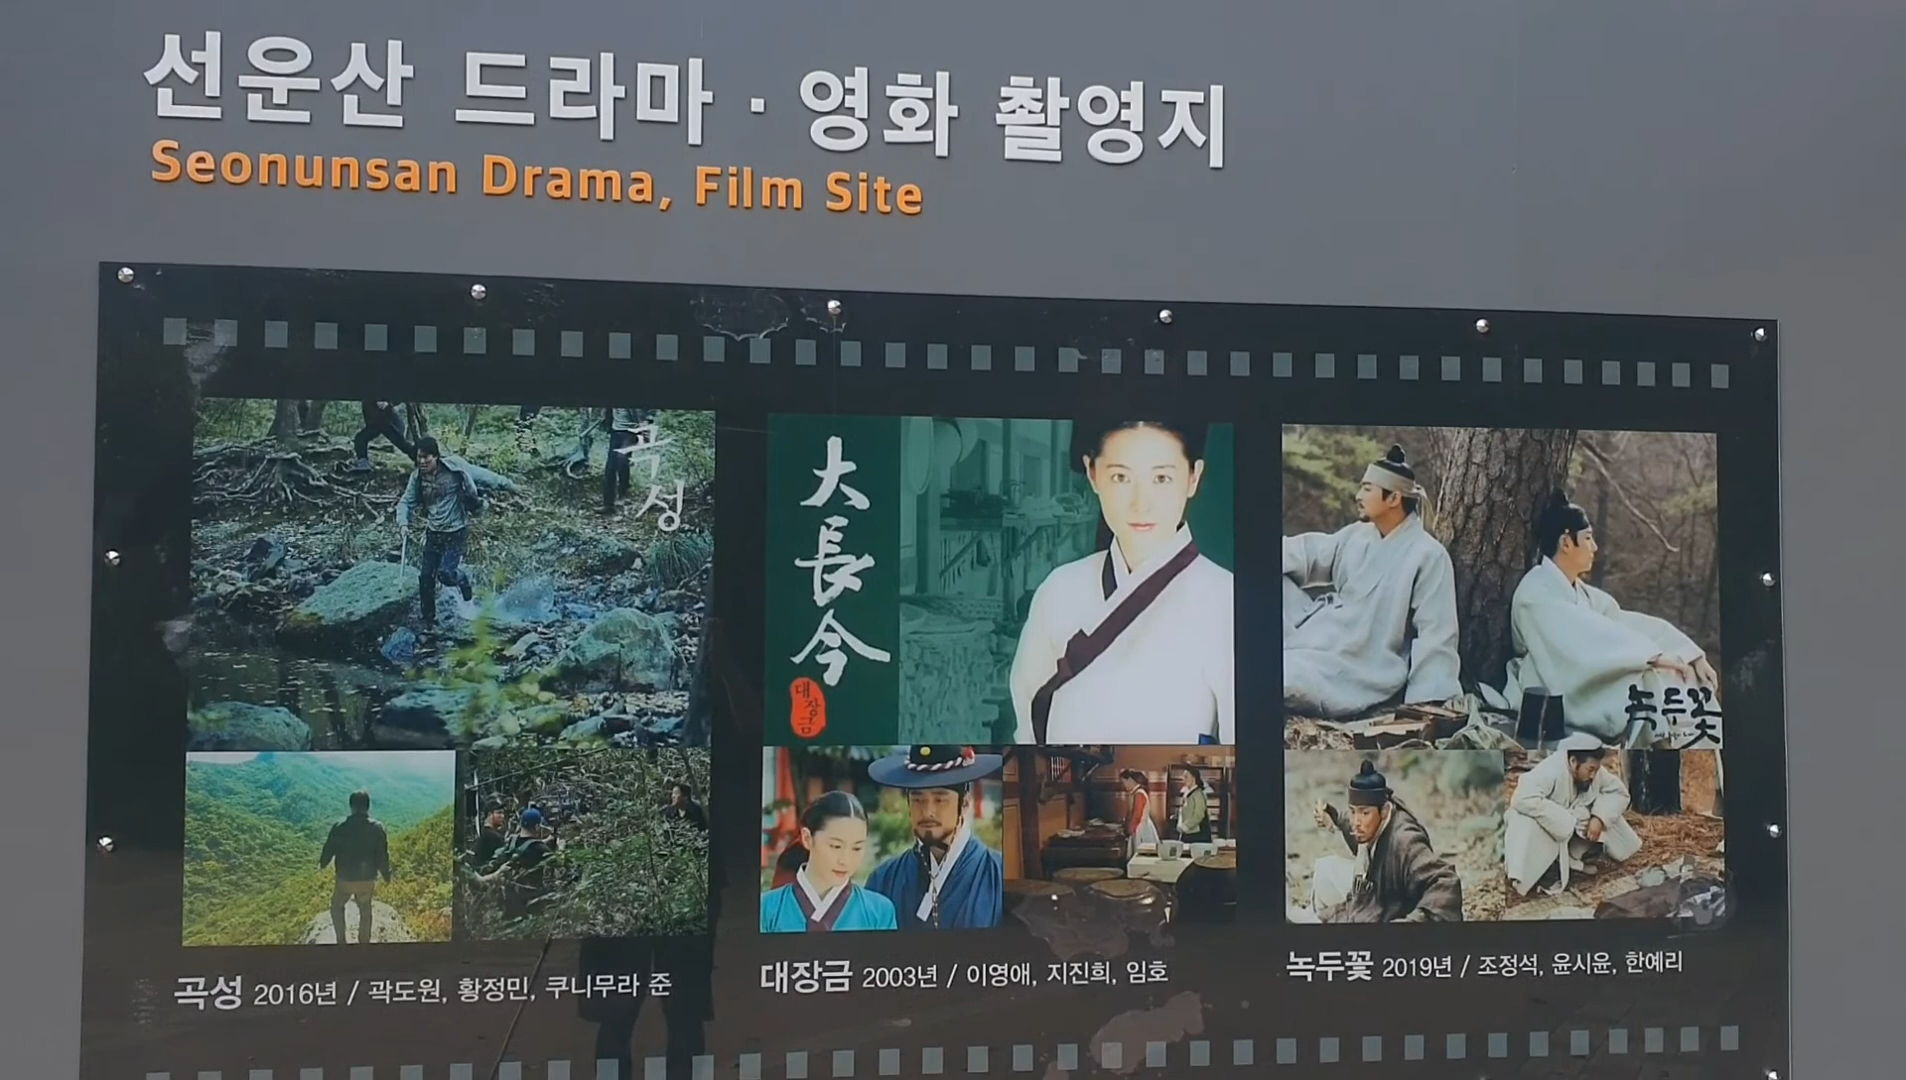 선운산 드라마 · 영화 촬영지
Seonunsan Drama, Film Site
곡성
大長今
대장금
녹두꽃
곡성 2016년 / 곽도원, 황정민, 쿠니무라 준
대장금 2003년 / 이영애, 지진희, 임호
녹두꽃 2019년 / 조정석, 윤시윤, 한예리